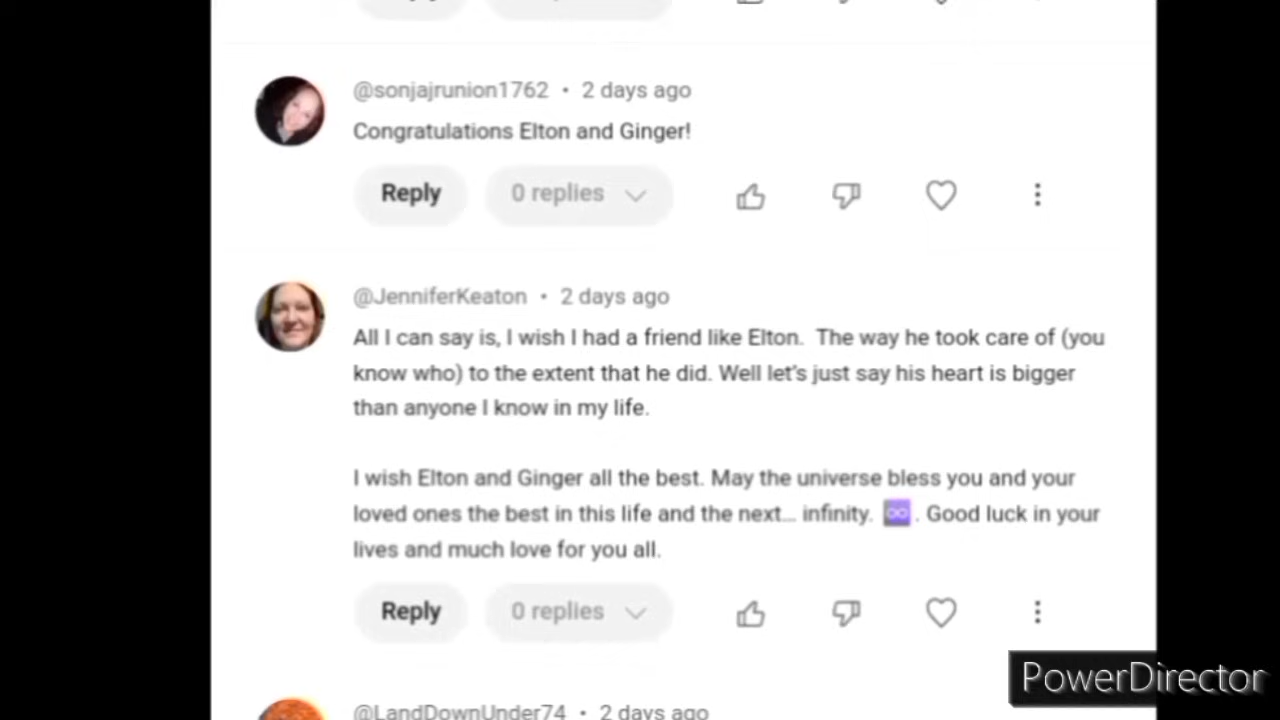 @sonjajrunion1762 • 2 days ago
Congratulations Elton and Ginger!
Reply 0 replies
@JenniferKeaton • 2 days ago
All I can say is, I wish I had a friend like Elton.  The way he took care of (you
know who) to the extent that he did. Well let's just say his heart is bigger
than anyone I know in my life.
I wish Elton and Ginger all the best. May the universe bless you and your
loved ones the best in this life and the next... infinity. ♾️. Good luck in your
lives and much love for you all.
Reply 0 replies
PowerDirector
@LandDownUnder74 • 2 days ago